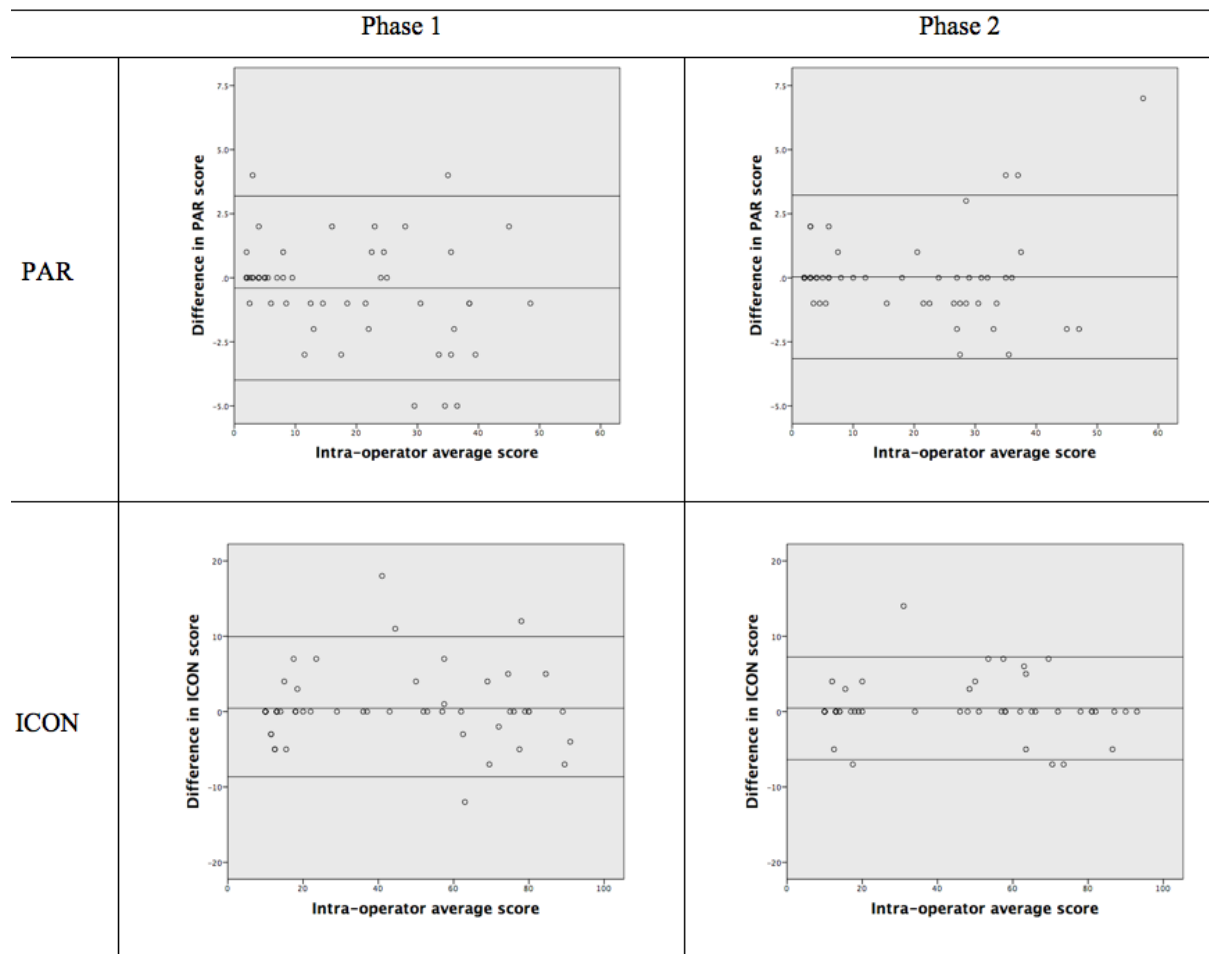 Phase 1
Phase 2
PAR
Difference in PAR score
7.5
5.0
2.5
.0
-2.5
-5.0
0 10 20 30 40 50 60
Intra-operator average score
Difference in PAR score
7.5
5.0
2.5
.0
-2.5
-5.0
0 10 20 30 40 50 60
Intra-operator average score
ICON
Difference in ICON score
20
10
0
-10
-20
0 20 40 60 80 100
Intra-operator average score
Difference in ICON score
20
10
0
-10
-20
0 20 40 60 80 100
Intra-operator average score